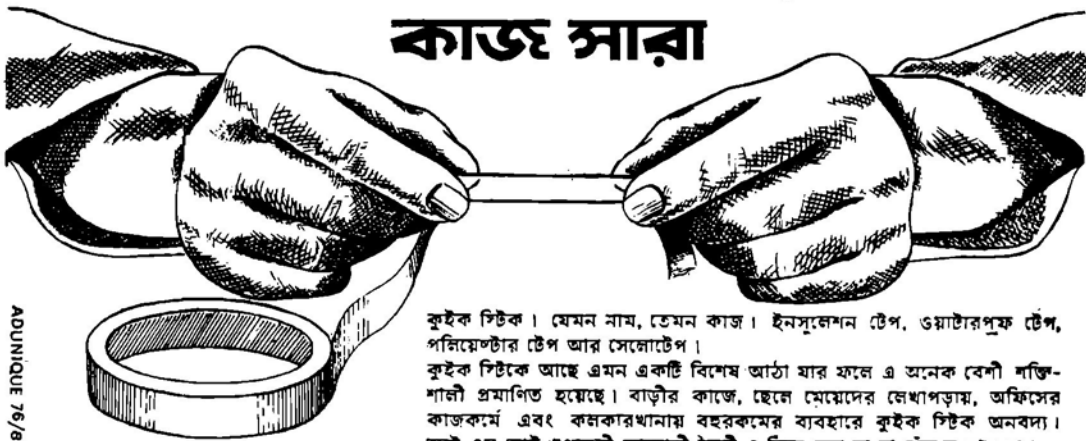 কাজ সারা
কুইক স্টিক। যেমন নাম, তেমন কাজ। ইনসুলেশন টেপ, ওয়াটারপ্রুফ টেপ,
পলিয়েস্টার টেপ আর সেলোটেপ।
কুইক স্টিকে আছে এমন একটি বিশেষ আঠা যার ফলে এ অনেক বেশী শক্তি-
শালী প্রমাণিত হয়েছে। বাড়ীর কাজে, ছেলে মেয়েদের লেখাপড়ায়, অফিসের
কাজকর্মে এবং কলকারখানায় বহুরকমের ব্যবহারে কুইক স্টিক অনবদ্য।
ADUNIQUE 76/8